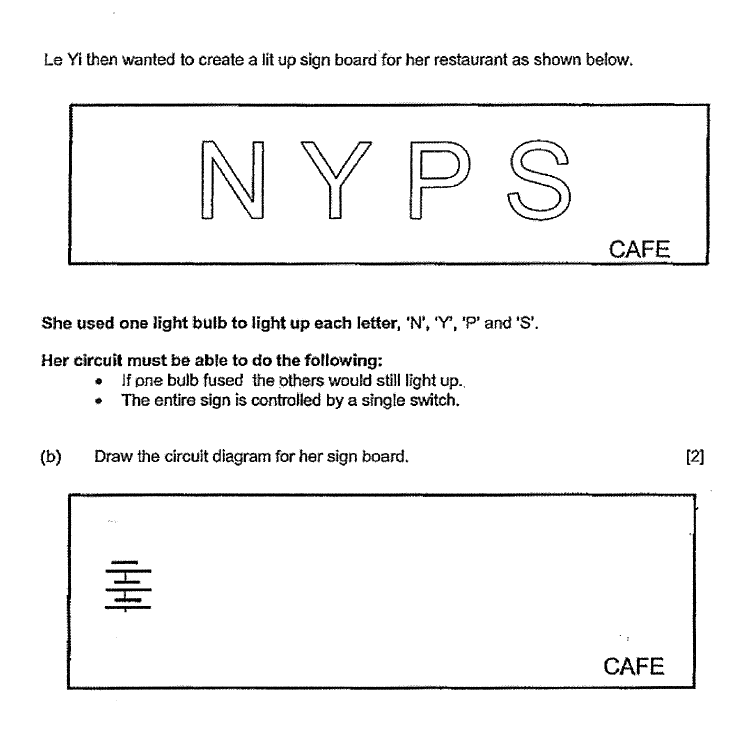 Le Yi then wanted to create a lit up sign board for her restaurant as shown below.
N Y P S
CAFE
She used one light bulb to light up each letter, 'N', 'Y', 'P' and 'S'.
Her circuit must be able to do the following:
• If one bulb fused the others would still light up.
• The entire sign is controlled by a single switch.
(b) Draw the circuit diagram for her sign board. [2]
CAFE